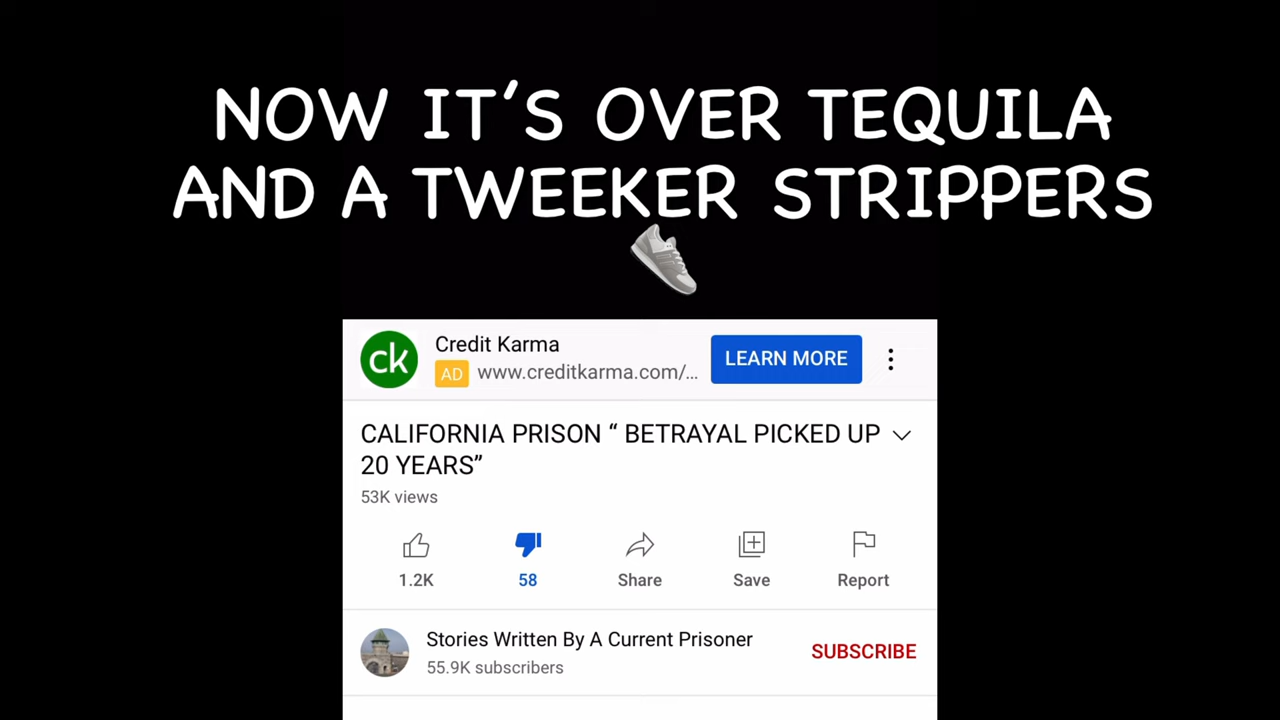 NOW IT'S OVER TEQUILA
AND A TWEEKER STRIPPERS
ck
Credit Karma
LEARN MORE
AD www.creditkarma.com/...
CALIFORNIA PRISON “ BETRAYAL PICKED UP
20 YEARS”
53K views
1.2K
58
Share
Save
Report
Stories Written By A Current Prisoner
SUBSCRIBE
55.9K subscribers